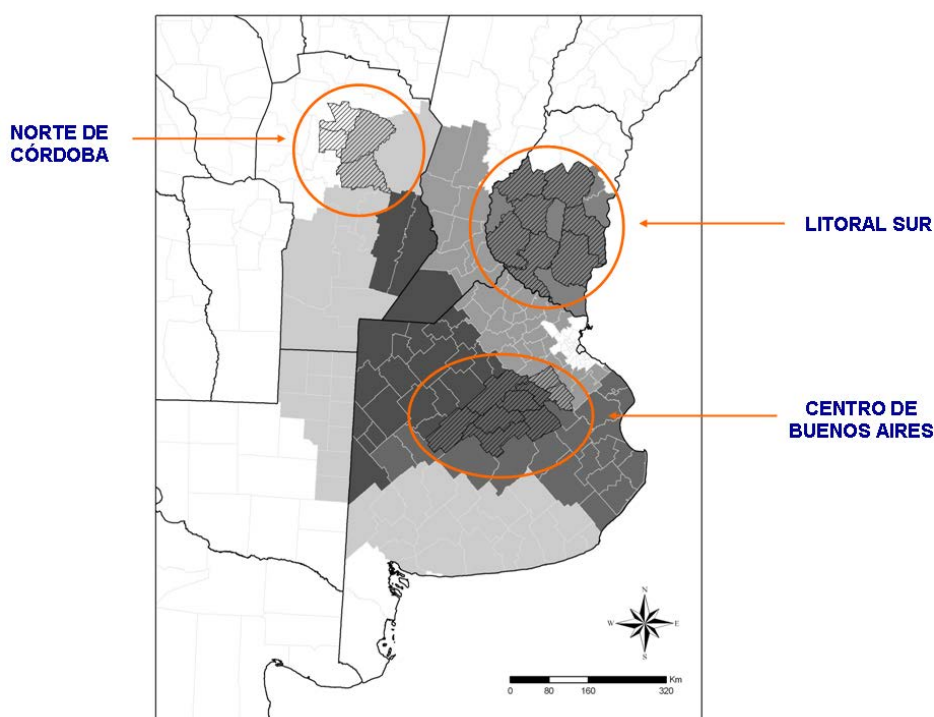 NORTE DE
CÓRDOBA
LITORAL SUR
CENTRO DE
BUENOS AIRES
N
W E
S
Km
0 80 160 320